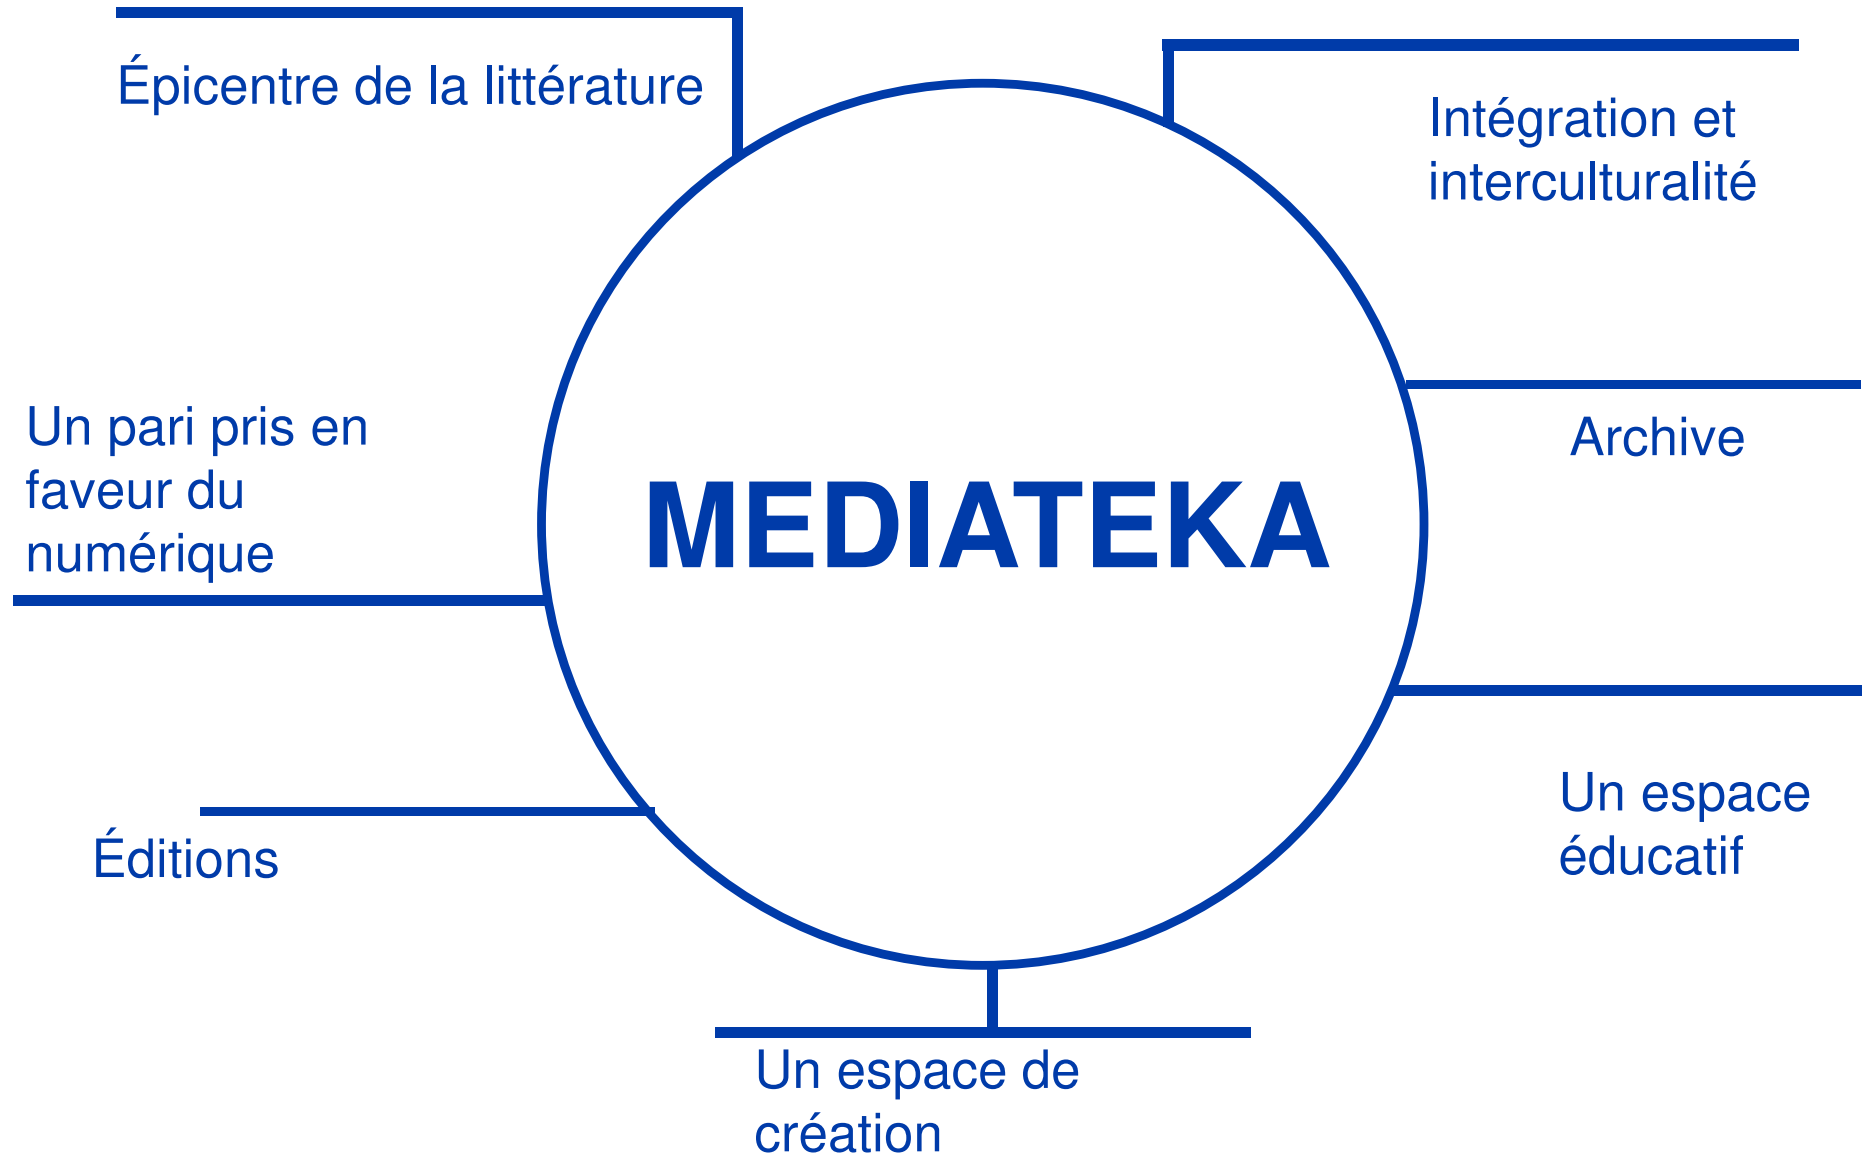 Épicentre de la littérature
Intégration et
interculturalité
Un pari pris en
faveur du
numérique
MEDIATEKA
Archive
Un espace
éducatif
Éditions
Un espace de
création